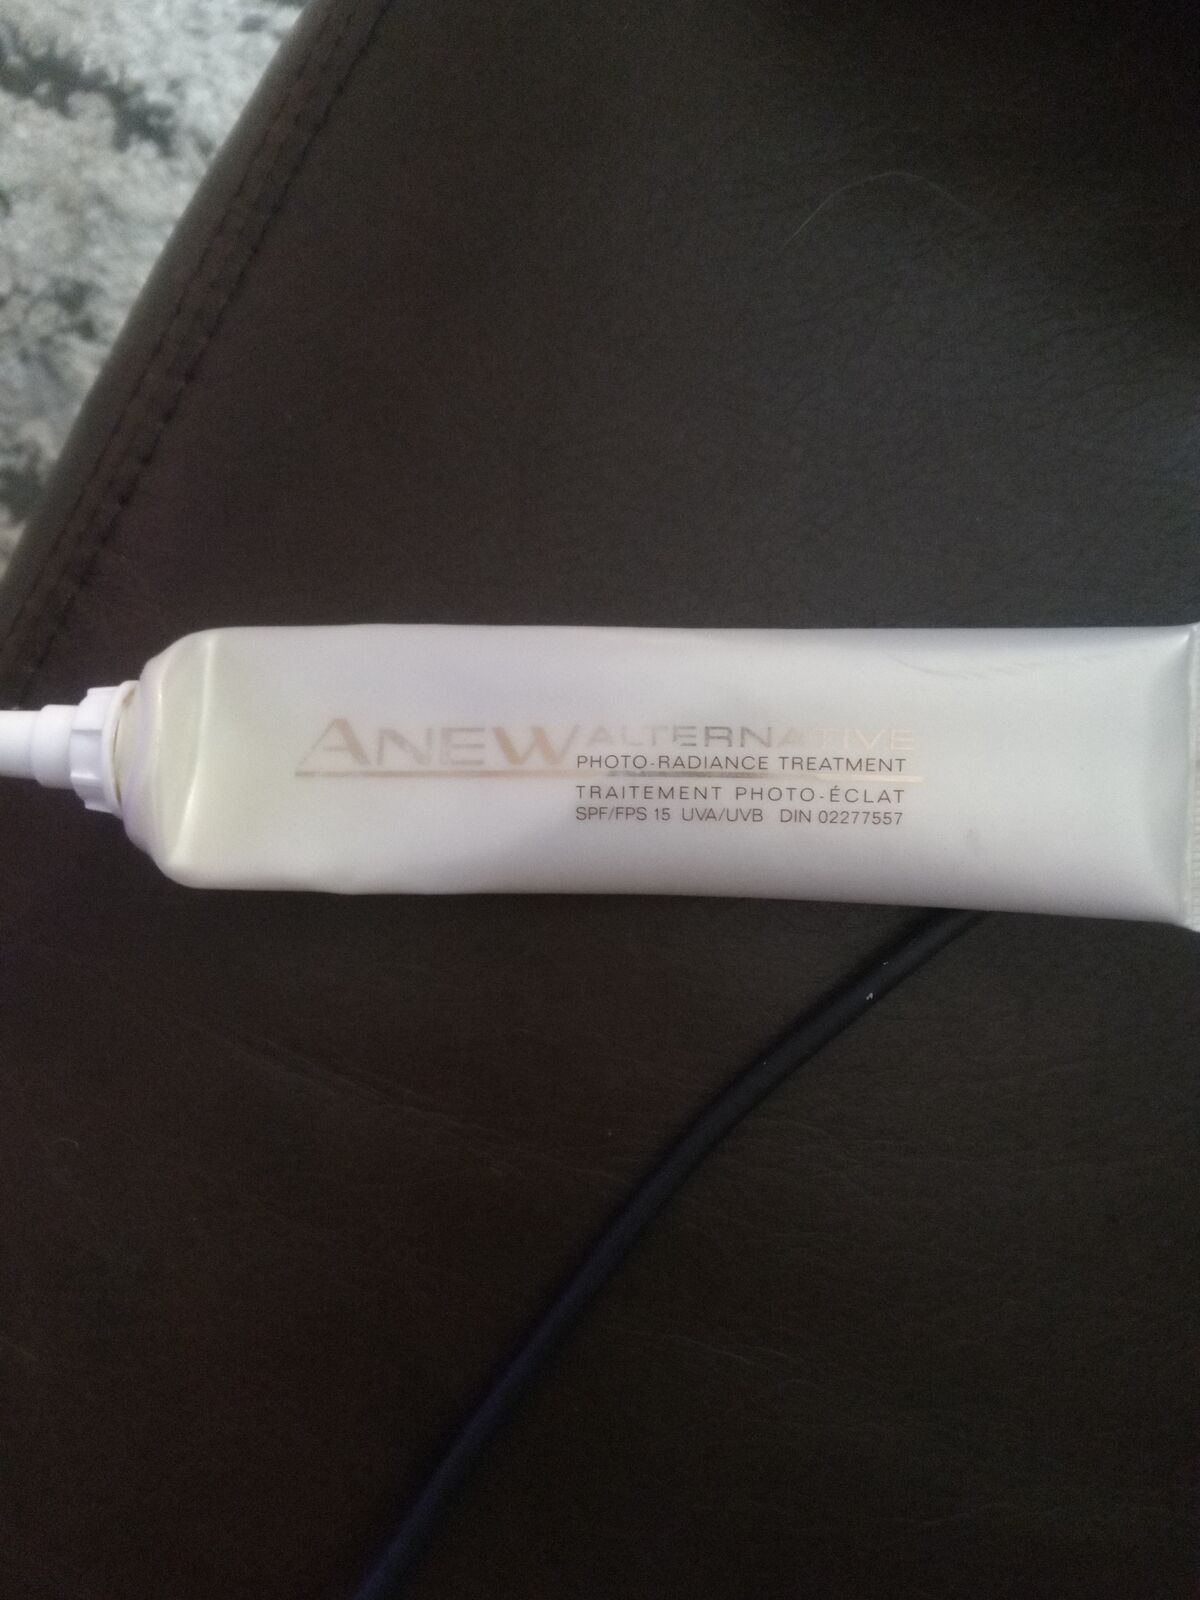 ANEW ALTERNATIVE
PHOTO-RADIANCE TREATMENT
TRAITEMENT PHOTO-ÉCLAT
SPF/FPS 15 UVA/UVB DIN 02277557